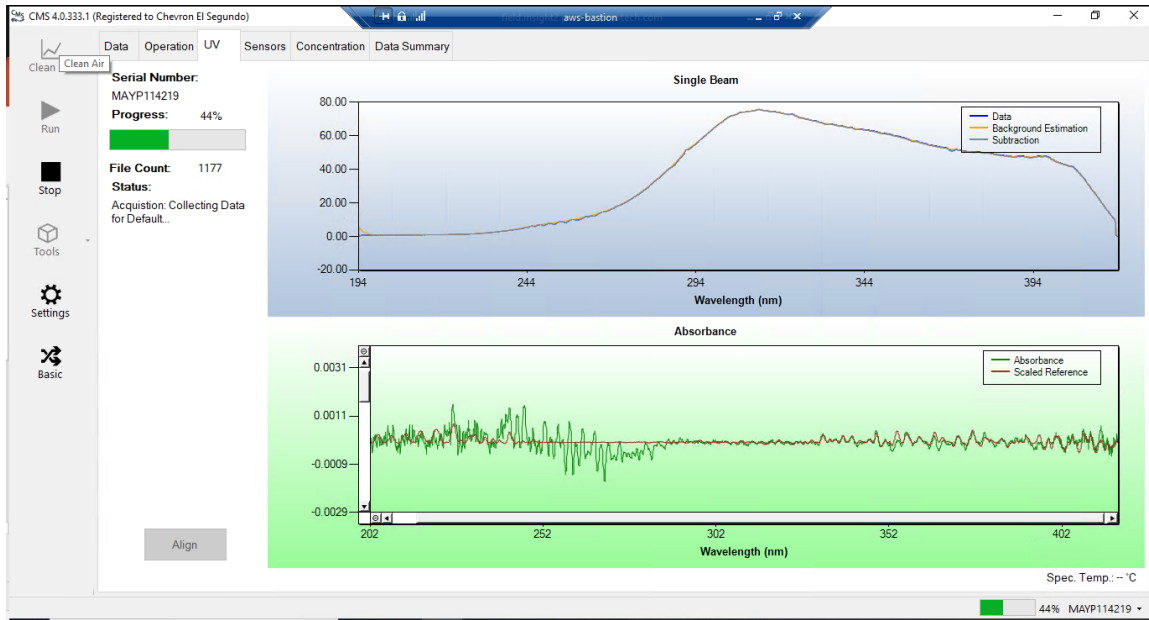 CMS 4.0.333.1 (Registered to Chevron El Segundo)
aws-bastion
Clean
Clean Air
Run
Stop
Tools
Settings
Basic
Data Operation UV Sensors Concentration Data Summary
Serial Number:
MAYP114219
Progress: 44%
File Count: 1177
Status:
Acquistion: Collecting Data
for Default...
Align
Single Beam
80.00
60.00
40.00
20.00
0.00
-20.00
194 244 294 344 394
Wavelength (nm)
Data
Background Estimation
Subtraction
Absorbance
0.0031
0.0011
-0.0009
-0.0029
202 252 302 352 402
Wavelength (nm)
Absorbance
Scaled Reference
Spec. Temp.: -- °C
44% MAYP114219